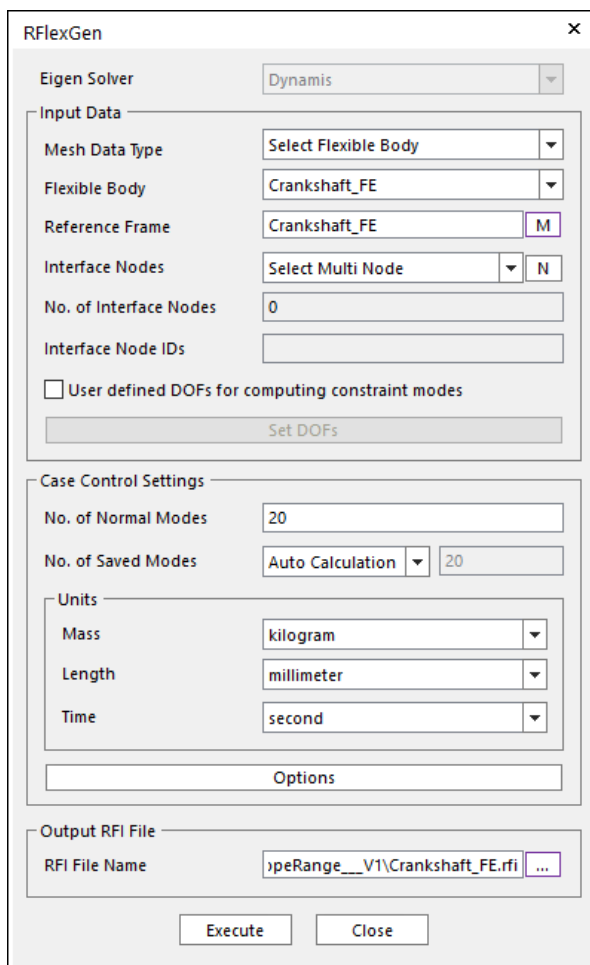 RFlexGen
Eigen Solver Dynamis
Input Data
Mesh Data Type Select Flexible Body
Flexible Body Crankshaft_FE
Reference Frame Crankshaft_FE M
Interface Nodes Select Multi Node N
No. of Interface Nodes 0
Interface Node IDs
User defined DOFs for computing constraint modes
Set DOFs
Case Control Settings
No. of Normal Modes 20
No. of Saved Modes Auto Calculation 20
Units
Mass kilogram
Length millimeter
Time second
Options
Output RFI File
RFI File Name opeRange___V1\Crankshaft_FE.rfi ...
Execute Close